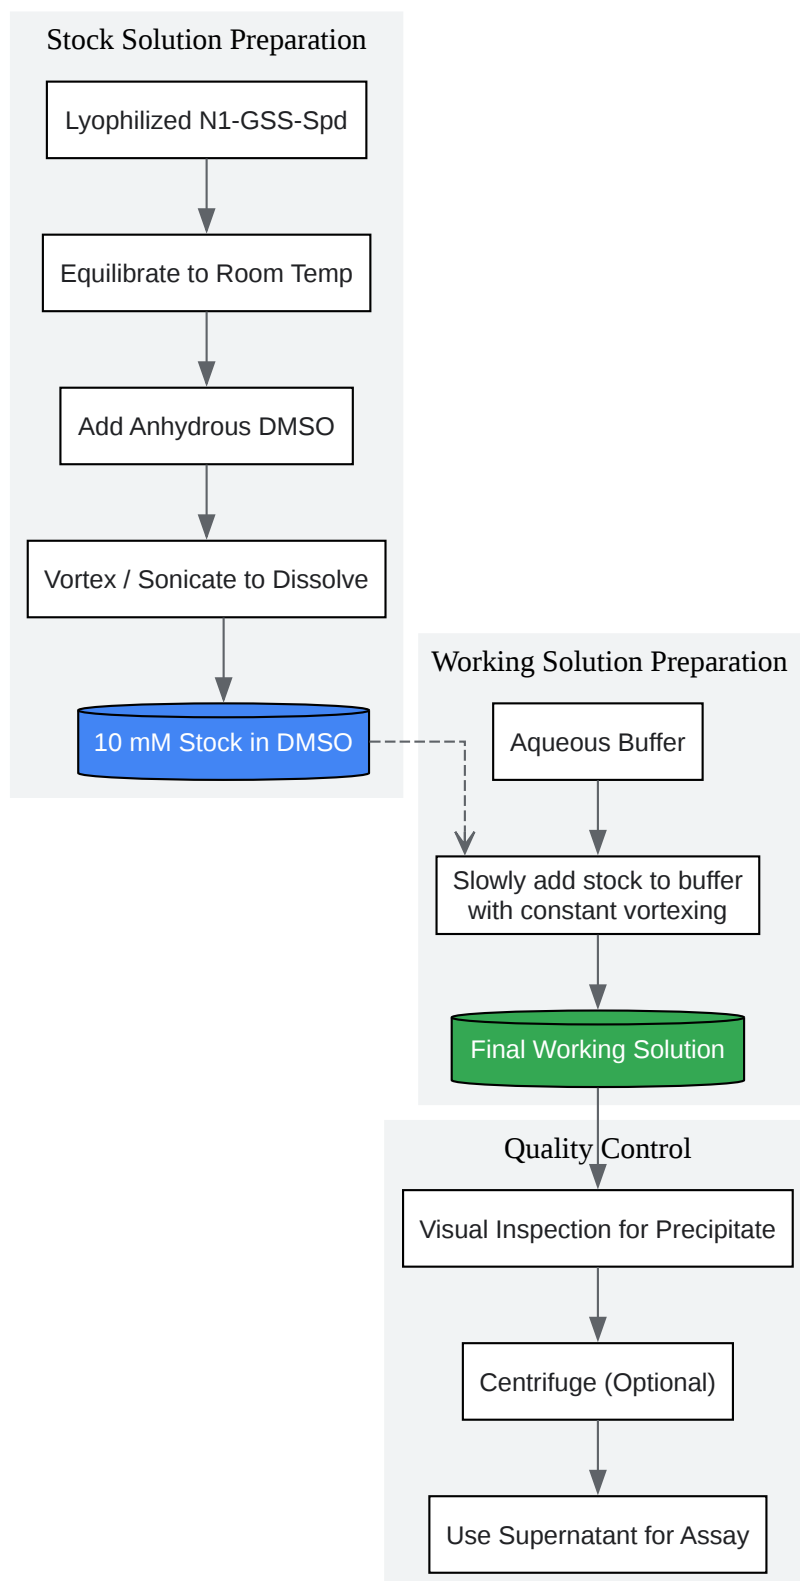 Stock Solution Preparation
Lyophilized N1-GSS-Spd
Equilibrate to Room Temp
Add Anhydrous DMSO
Vortex / Sonicate to Dissolve
10 mM Stock in DMSO
Working Solution Preparation
Aqueous Buffer
Slowly add stock to buffer
with constant vortexing
Final Working Solution
Quality Control
Visual Inspection for Precipitate
Centrifuge (Optional)
Use Supernatant for Assay